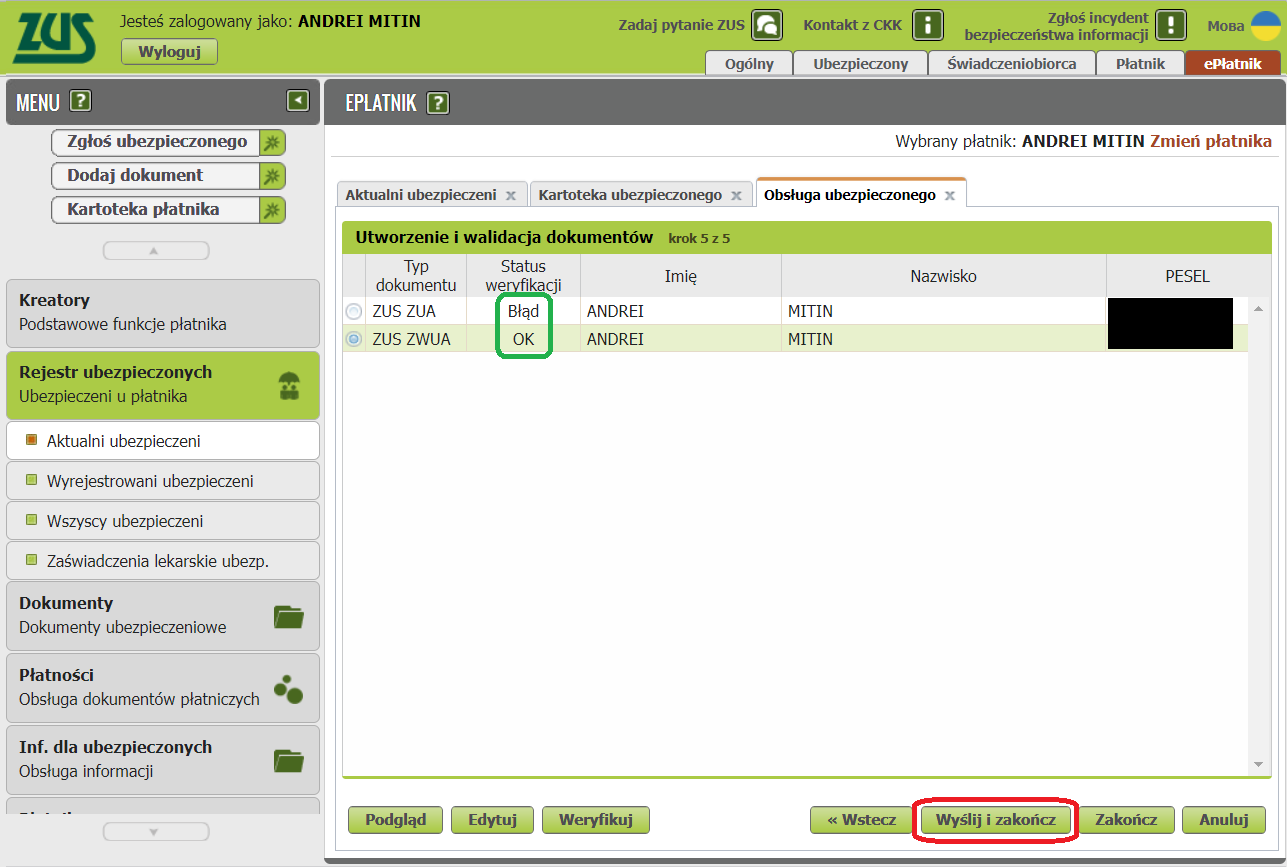 ZUS
Jesteś zalogowany jako: ANDREI MITIN
Wyloguj
Zadaj pytanie ZUS
Kontakt z CKK
Zgłoś incydent
bezpieczeństwa informacji
Мова
Ogólny
Ubezpieczony
Świadczeniobiorca
Płatnik
ePłatnik
MENU ?
Zgłoś ubezpieczonego
Dodaj dokument
Kartoteka płatnika
Kreatory
Podstawowe funkcje płatnika
Rejestr ubezpieczonych
Ubezpieczeni u płatnika
Aktualni ubezpieczeni
Wyrejestrowani ubezpieczeni
Wszyscy ubezpieczeni
Zaświadczenia lekarskie ubezp.
Dokumenty
Dokumenty ubezpieczeniowe
Płatności
Obsługa dokumentów płatniczych
Inf. dla ubezpieczonych
Obsługa informacji
EPŁATNIK ?
Wybrany płatnik: ANDREI MITIN Zmień płatnika
Aktualni ubezpieczeni x
Kartoteka ubezpieczonego x
Obsługa ubezpieczonego x
Utworzenie i walidacja dokumentów krok 5 z 5
Typ dokumentu Status weryfikacji Imię Nazwisko PESEL
ZUS ZUA Błąd ANDREI MITIN
ZUS ZWUA OK ANDREI MITIN
Podgląd
Edytuj
Weryfikuj
« Wstecz
Wyślij i zakończ
Zakończ
Anuluj